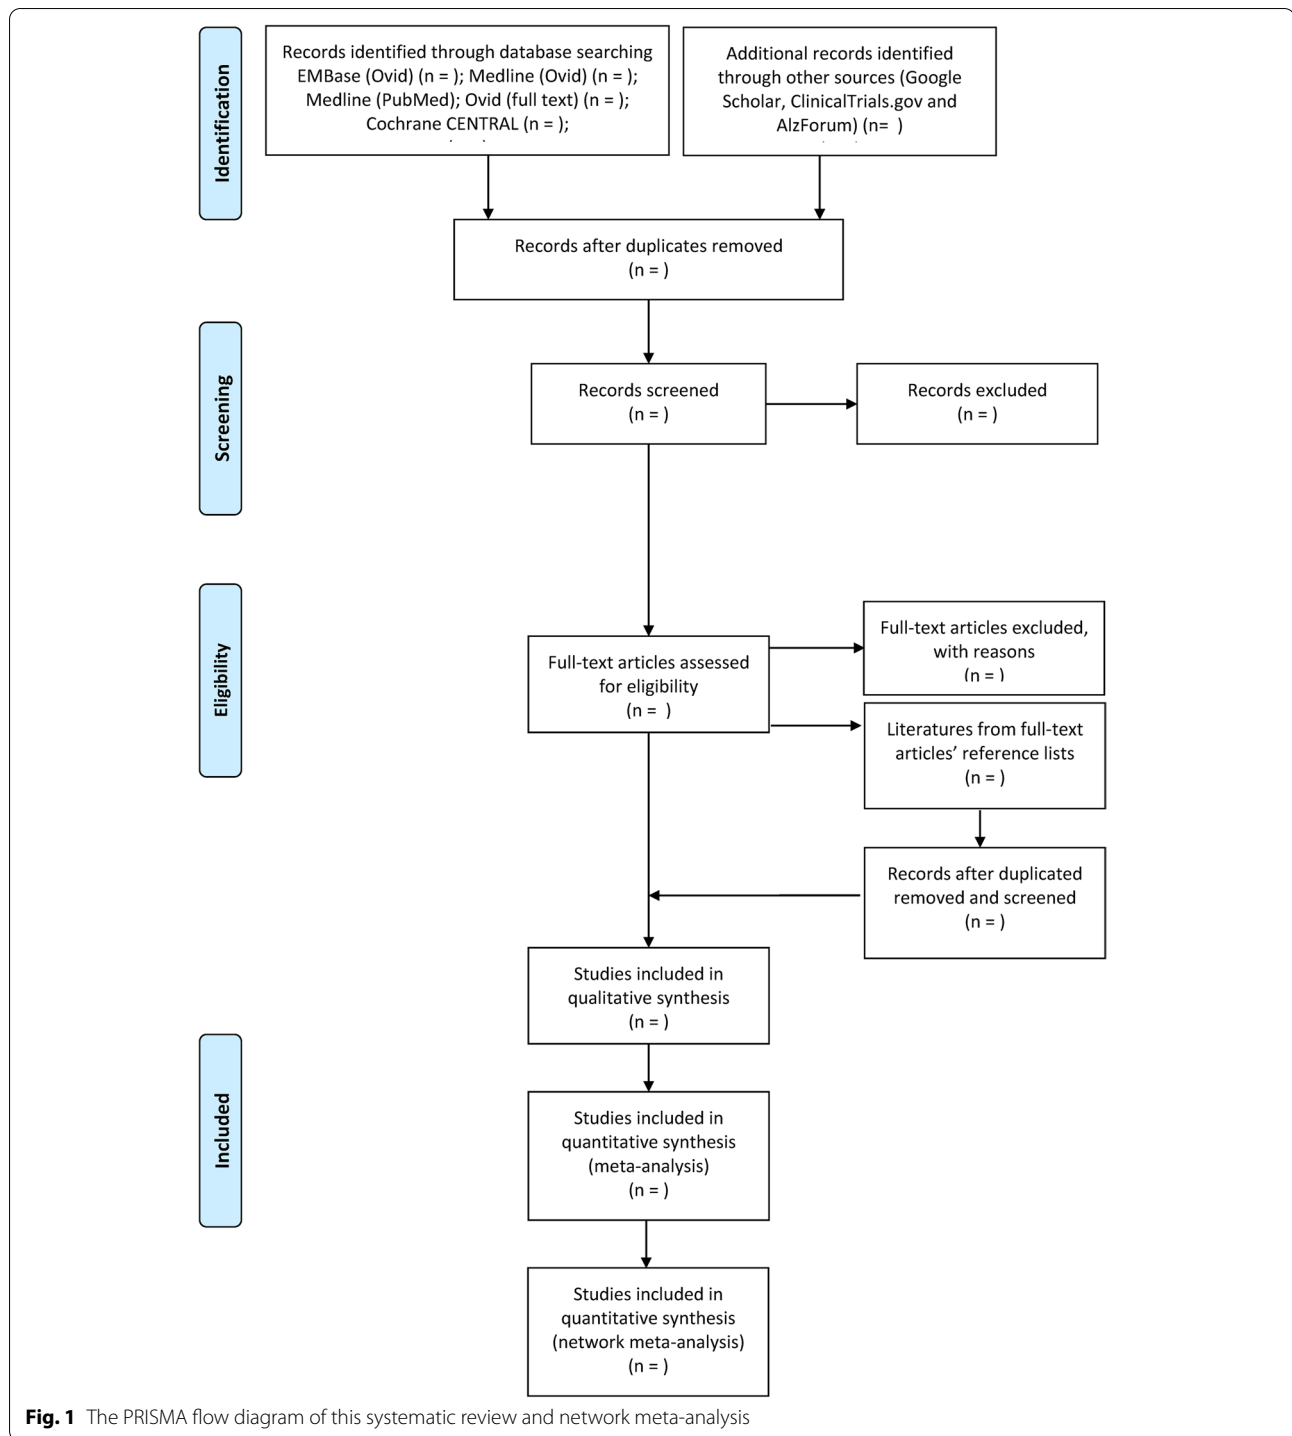 Identification
Records identified through database searching
EMBase (Ovid) (n = ); Medline (Ovid) (n = );
Medline (PubMed); Ovid (full text) (n = );
Cochrane CENTRAL (n = );
Additional records identified
through other sources (Google
Scholar, ClinicalTrials.gov and
AlzForum) (n= )
Records after duplicates removed
(n = )
Screening
Records screened
(n = )
Records excluded
(n = )
Eligibility
Full-text articles assessed
for eligibility
(n = )
Full-text articles excluded,
with reasons
(n = )
Literatures from full-text
articles’ reference lists
(n = )
Records after duplicated
removed and screened
(n = )
Studies included in
qualitative synthesis
(n = )
Included
Studies included in
quantitative synthesis
(meta-analysis)
(n = )
Studies included in
quantitative synthesis
(network meta-analysis)
(n = )
Fig. 1 The PRISMA flow diagram of this systematic review and network meta-analysis